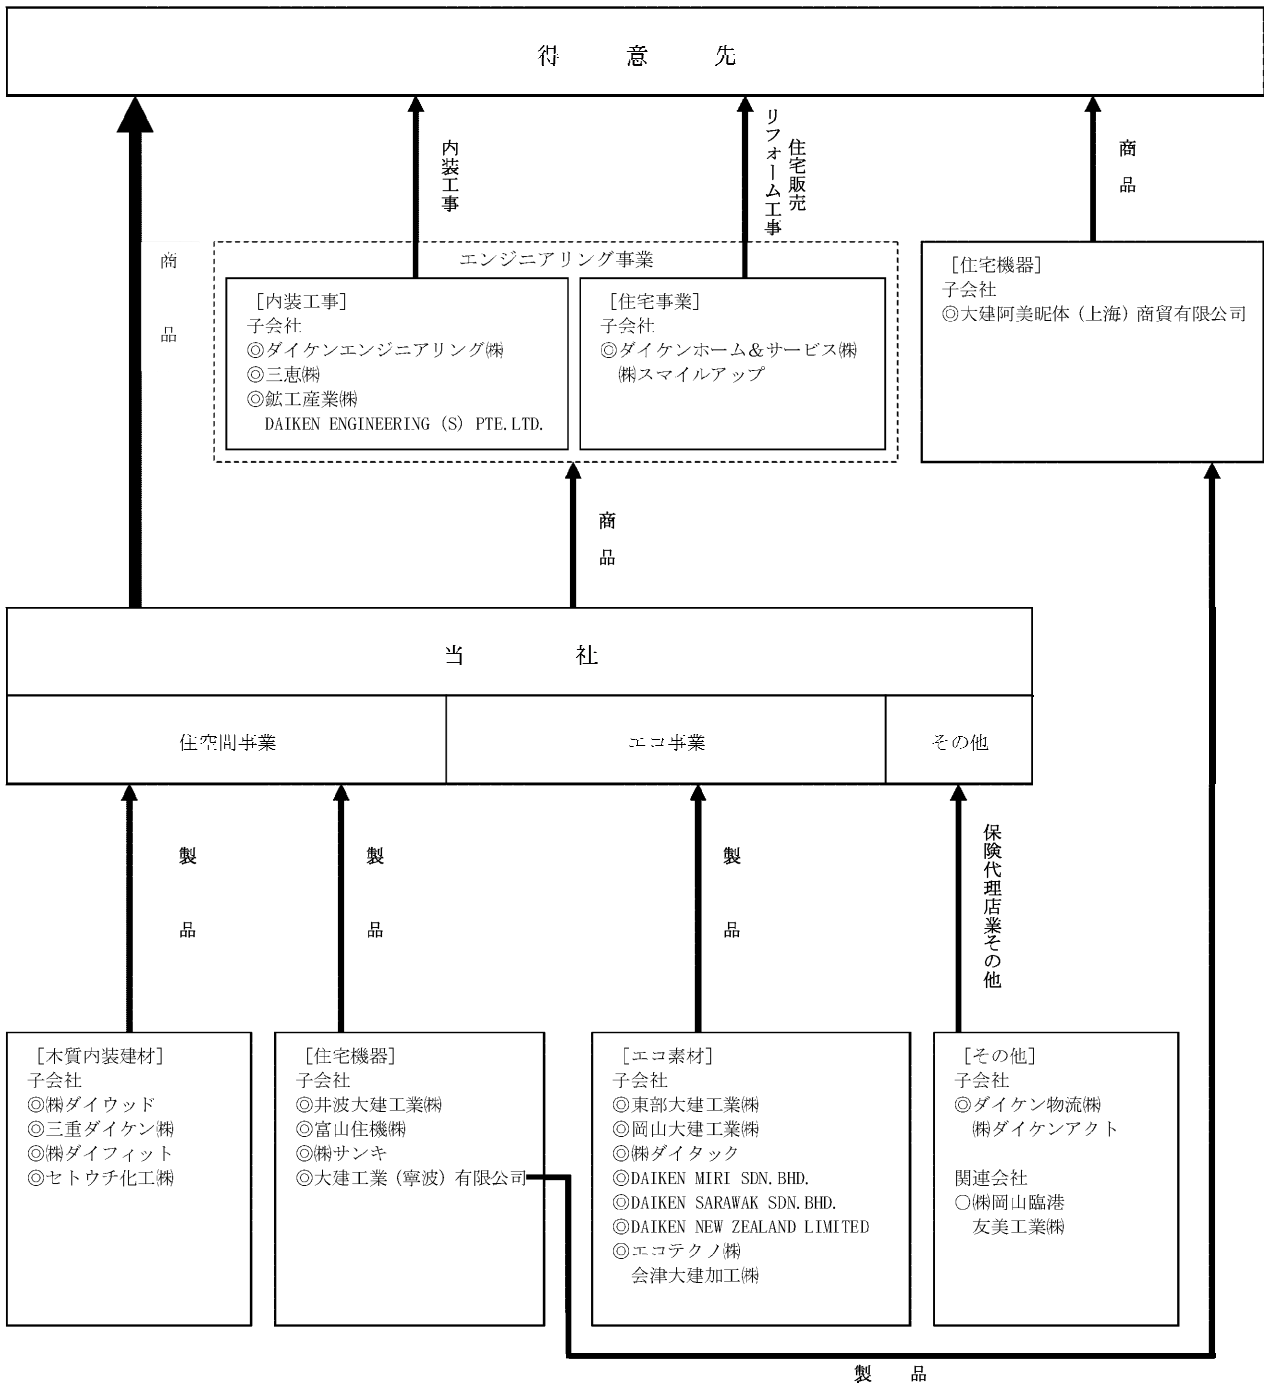 得意先
内装工事
リフォーム工事
住宅販売
商品
商品
エンジニアリング事業
［内装工事］
子会社
◎ダイケンエンジニアリング㈱
◎三恵㈱
◎鉱工産業㈱
DAIKEN ENGINEERING (S) PTE.LTD.
［住宅事業］
子会社
◎ダイケンホーム＆サービス㈱
㈱スマイルアップ
［住宅機器］
子会社
◎大建阿美昵体（上海）商貿有限公司
商品
当社
住空間事業
エコ事業
その他
製品
製品
製品
保険代理店業その他
［木質内装建材］
子会社
◎㈱ダイウッド
◎三重ダイケン㈱
◎㈱ダイフィット
◎セトウチ化工㈱
［住宅機器］
子会社
◎井波大建工業㈱
◎富山住機㈱
◎㈱サンキ
◎大建工業（寧波）有限公司
［エコ素材］
子会社
◎東部大建工業㈱
◎岡山大建工業㈱
◎㈱ダイタック
◎DAIKEN MIRI SDN.BHD.
◎DAIKEN SARAWAK SDN.BHD.
◎DAIKEN NEW ZEALAND LIMITED
◎エコテクノ㈱
会津大建加工㈱
［その他］
子会社
◎ダイケン物流㈱
㈱ダイケンアクト
関連会社
○㈱岡山臨港
友美工業㈱
製品